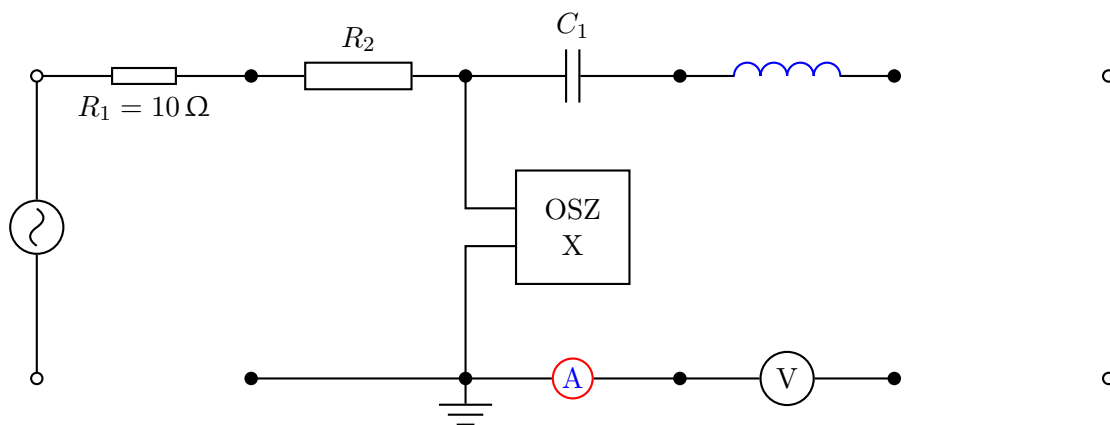 C₁
R₂
R₁ = 10 Ω
OSZ
X
A
V